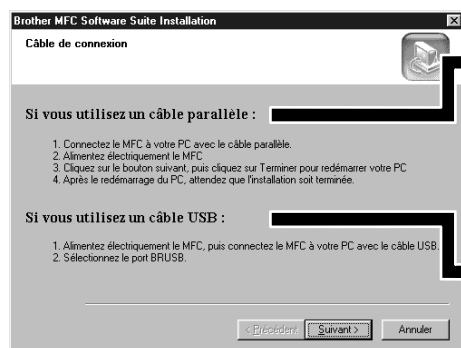 Brother MFC Software Suite Installation
Câble de connexion
Si vous utilisez un câble parallèle :
1. Connectez le MFC à votre PC avec le câble parallèle.
2. Alimentez électriquement le MFC
3. Cliquez sur le bouton suivant, puis cliquez sur Terminer pour redémarrer votre PC
4. Après le redémarrage du PC, attendez que l'installation soit terminée.
Si vous utilisez un câble USB :
1. Alimentez électriquement le MFC, puis connectez le MFC à votre PC avec le câble USB.
2. Sélectionnez le port BRUSB.
< Précédent Suivant > Annuler